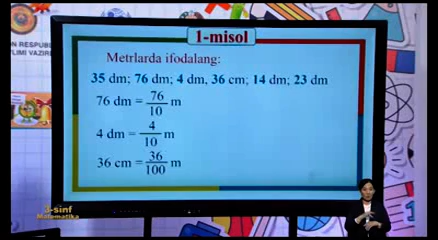 1-misol
Metrlarda ifodalang:
35 dm; 76 dm; 4 dm, 36 cm; 14 dm; 23 dm
76 dm = 76/10 m
4 dm = 4/10 m
36 cm = 36/100 m
3-sinf
Matematika